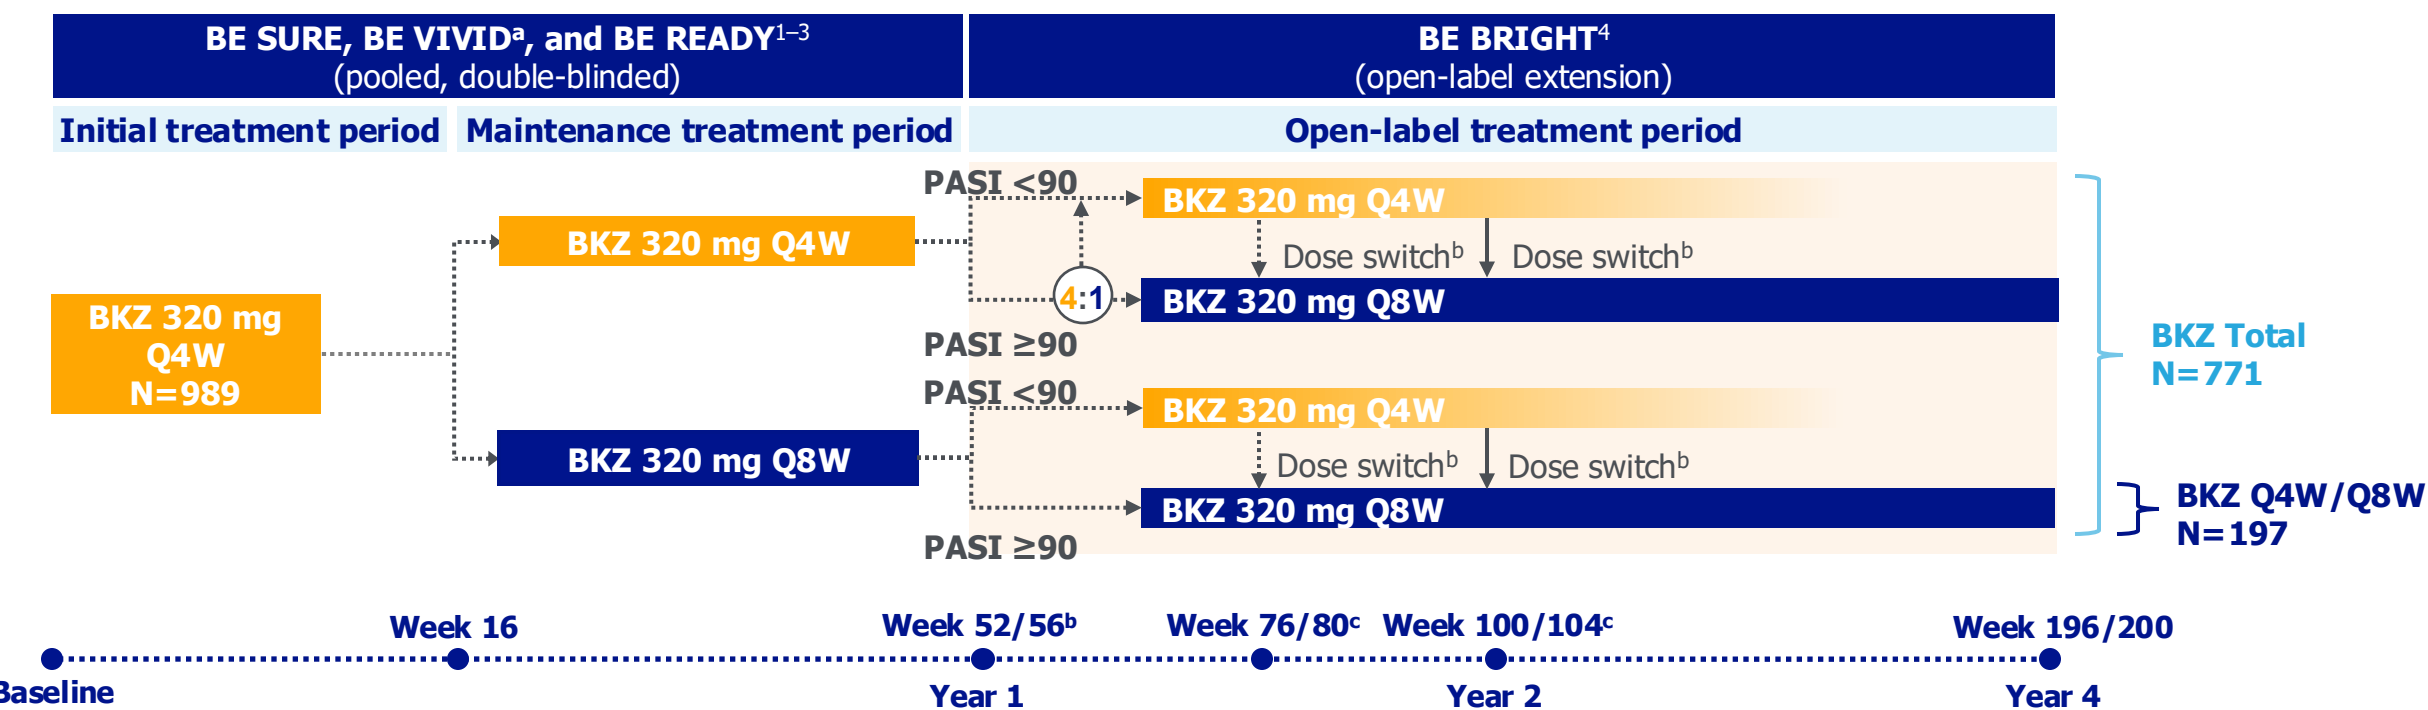 BE SURE, BE VIVIDᵃ, and BE READY¹⁻³
(pooled, double-blinded)
BE BRIGHT⁴
(open-label extension)
Initial treatment period
Maintenance treatment period
Open-label treatment period
PASI <90
BKZ 320 mg Q4W
BKZ 320 mg Q4W
Dose switchᵇ
Dose switchᵇ
4:1
BKZ 320 mg Q8W
PASI ≥90
BKZ 320 mg
Q4W
N=989
BKZ Total
N=771
PASI <90
BKZ 320 mg Q4W
BKZ 320 mg Q8W
Dose switchᵇ
Dose switchᵇ
BKZ 320 mg Q8W
PASI ≥90
BKZ Q4W/Q8W
N=197
Week 16
Week 52/56ᵇ
Week 76/80ᶜ
Week 100/104ᶜ
Week 196/200
Baseline
Year 1
Year 2
Year 4